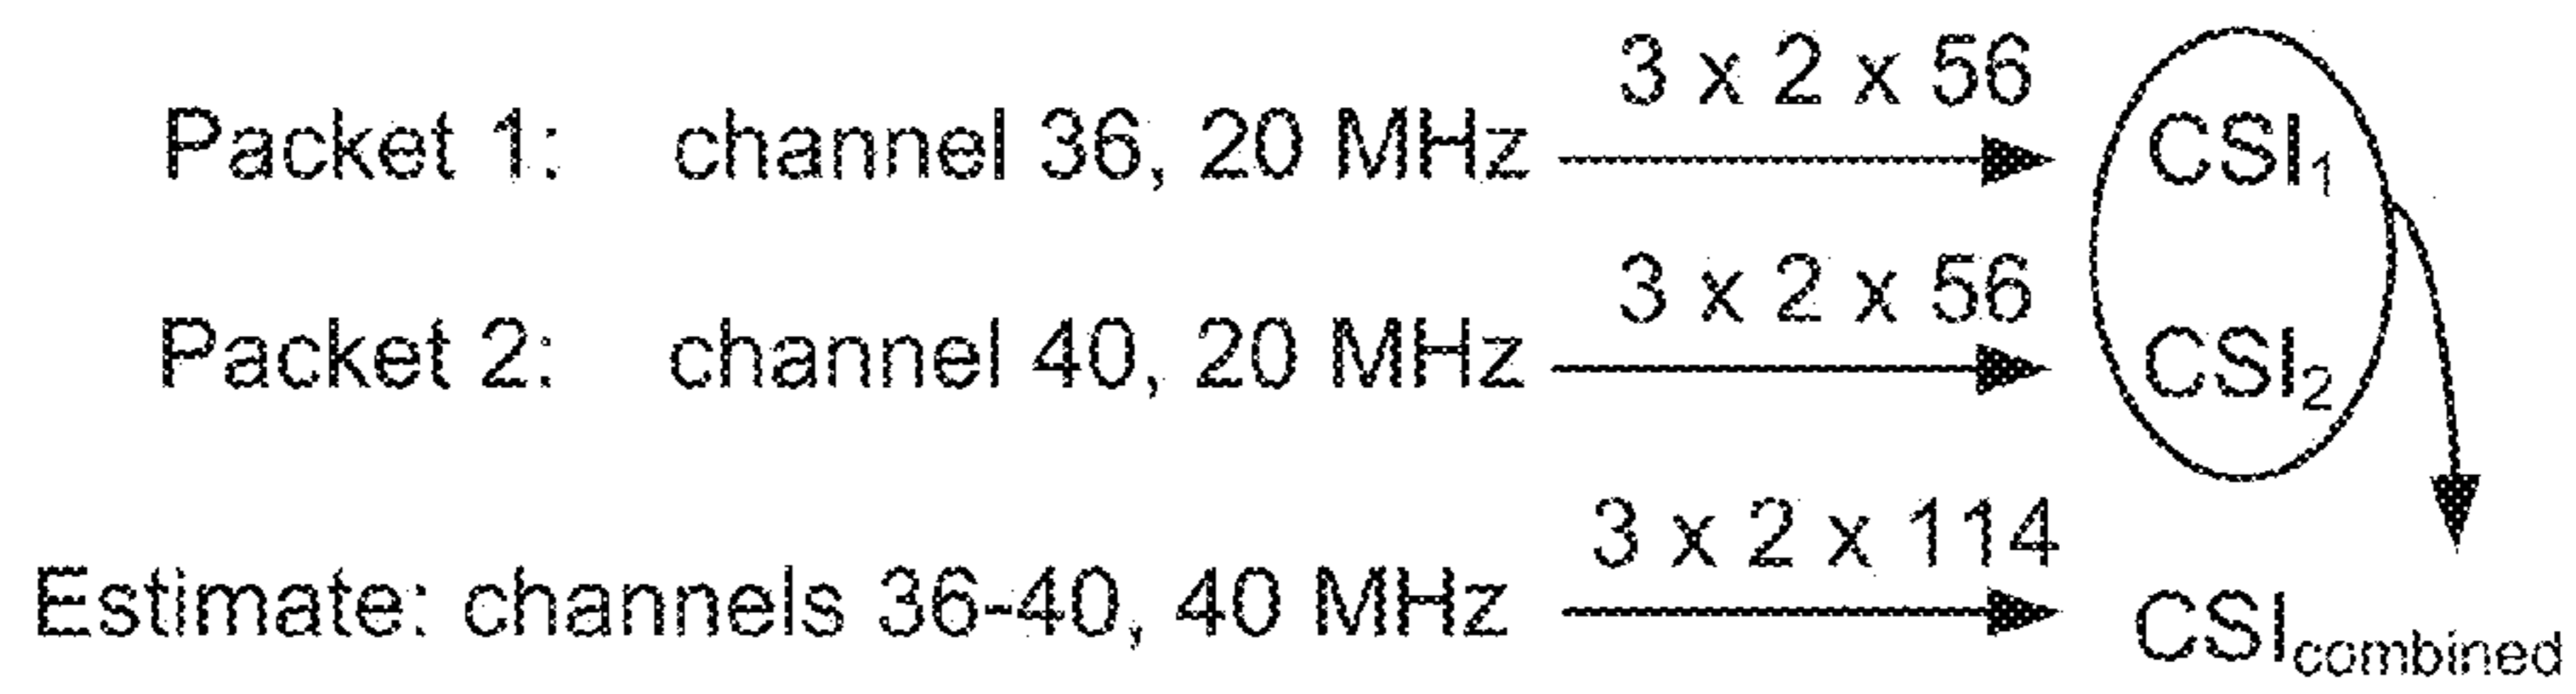 3 x 2 x 56
Packet 1: channel 36, 20 MHz CSI₁
3 x 2 x 56
Packet 2: channel 40, 20 MHz CSI₂
3 x 2 x 114
Estimate: channels 36-40, 40 MHz CSI_combined